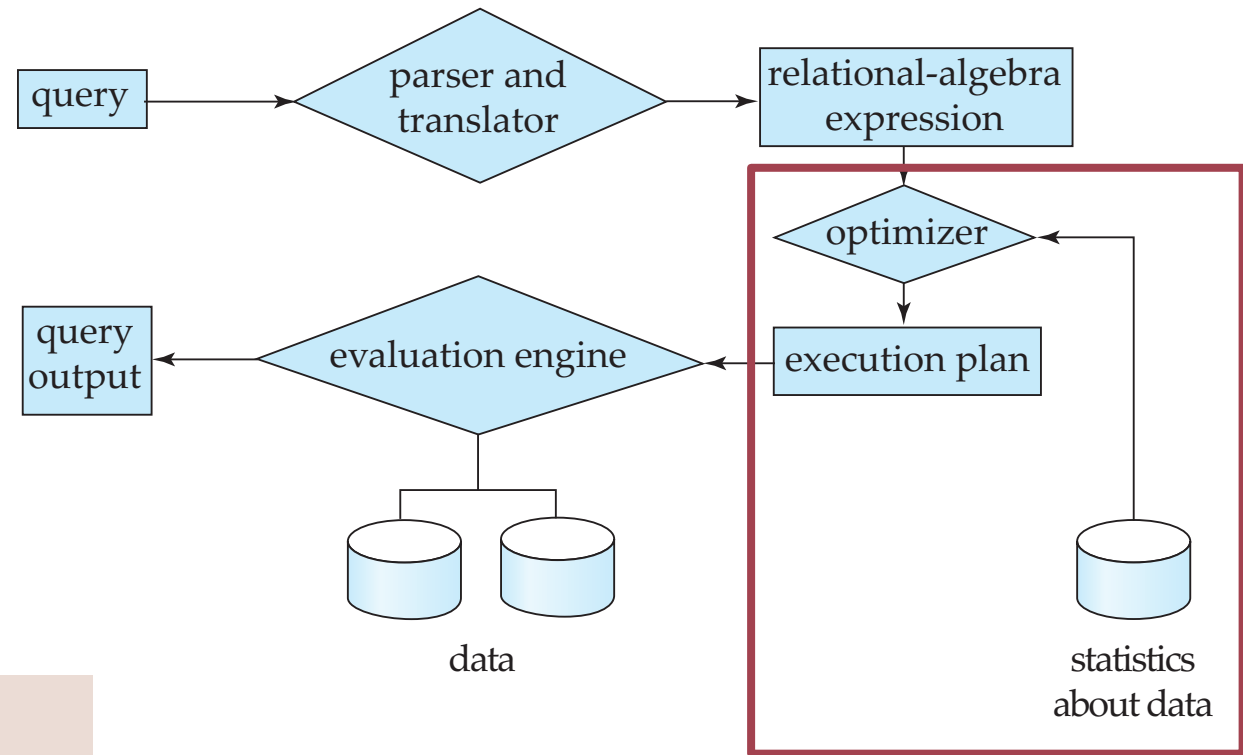 query
parser and
translator
relational-algebra
expression
optimizer
query
output
evaluation engine
execution plan
data
statistics
about data